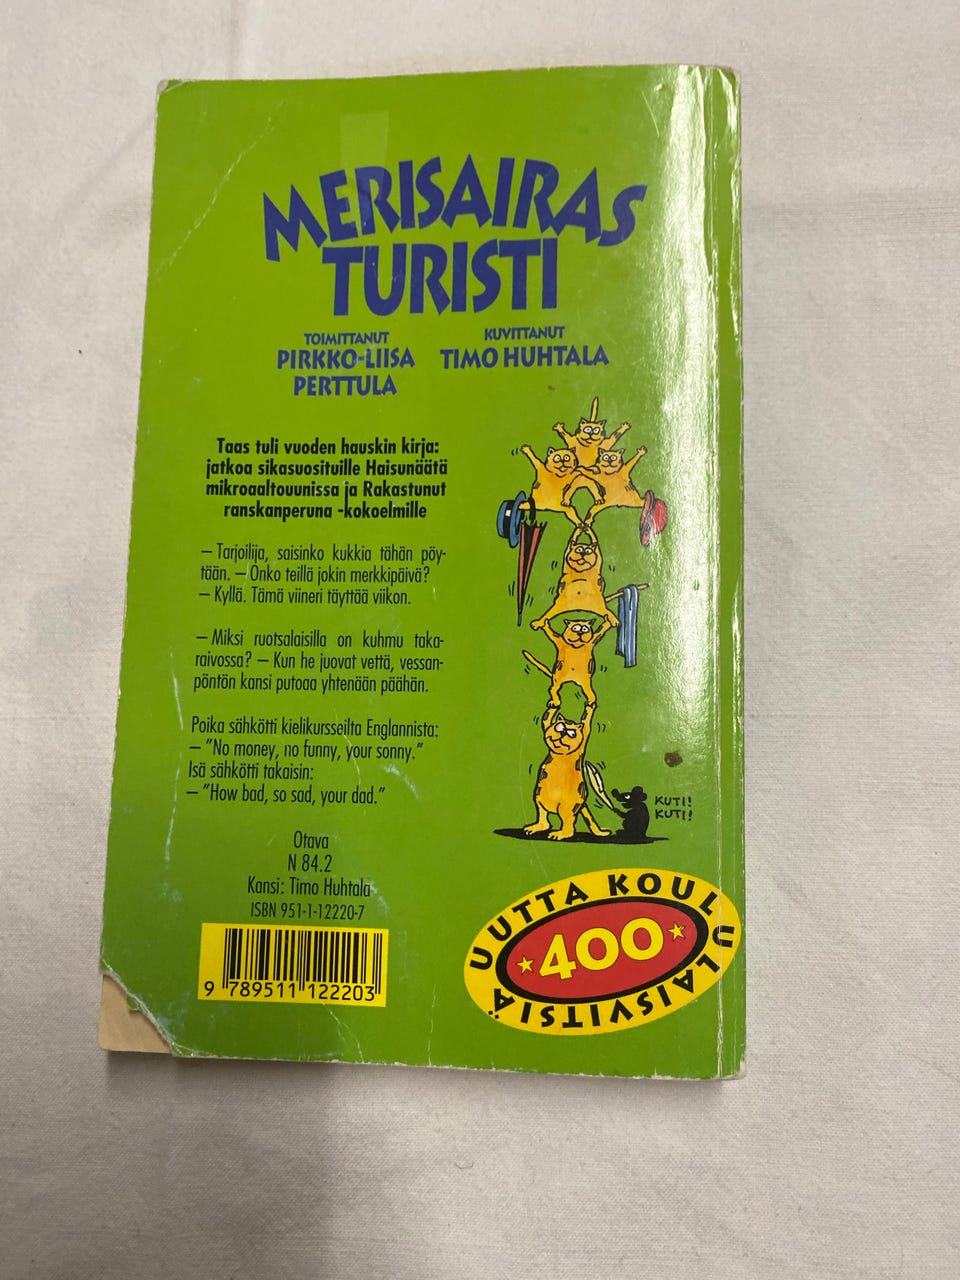 MERISAIRAS
TURISTI
TOIMITTANUT
PIRKKO-LIISA
PERTTULA
KUVITTANUT
TIMO HUHTALA
Taas tuli vuoden hauskin kirja:
jatkoa sikasuosituille Haisunäätä
mikroaaltouunissa ja Rakastunut
ranskanperuna -kokoelmille
– Tarjoilija, saisinko kukkia tähän pöy-
tään. – Onko teillä jokin merkkipäivä?
– Kyllä. Tämä viineri täyttää viikon.
– Miksi ruotsalaisilla on kuhmu taka-
raivossa? – Kun he juovat vettä, vessan-
pöntön kansi putoaa yhtenään päähän.
Poika sähkötti kielikursseilta Englannista:
– "No money, no funny, your sonny."
Isä sähkötti takaisin:
– "How bad, so sad, your dad."
KUTI!
KUTI!
Otava
N 84.2
Kansi: Timo Huhtala
ISBN 951-1-12220-7
9 789511 122203
UUTTA KOULULAISVITSIÄ
400